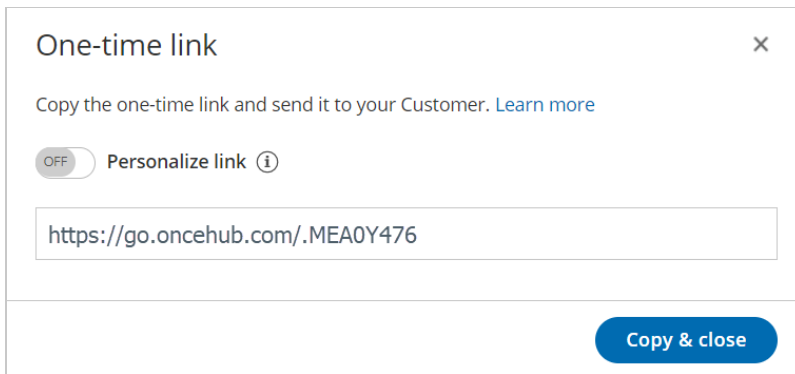 One-time link
Copy the one-time link and send it to your Customer. Learn more
OFF Personalize link
https://go.oncehub.com/.MEA0Y476
Copy & close